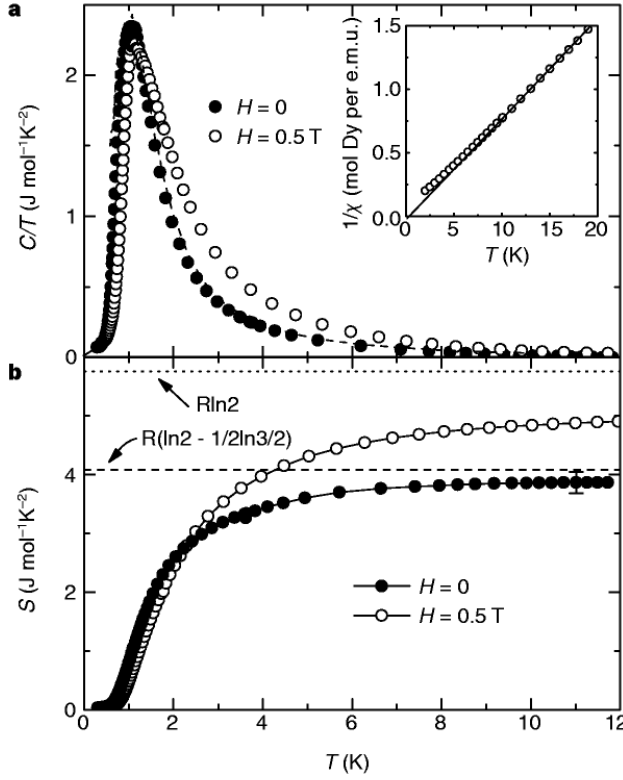 a
C/T (J mol⁻¹K⁻²)
2
1
0
H = 0
H = 0.5 T
1/χ (mol Dy per e.m.u.)
1.5
1.0
0.5
0.0
0 5 10 15 20
T (K)
b
Rln2
R(ln2 - 1/2ln3/2)
S (J mol⁻¹K⁻²)
4
2
0
H = 0
H = 0.5 T
0 2 4 6 8 10 12
T (K)